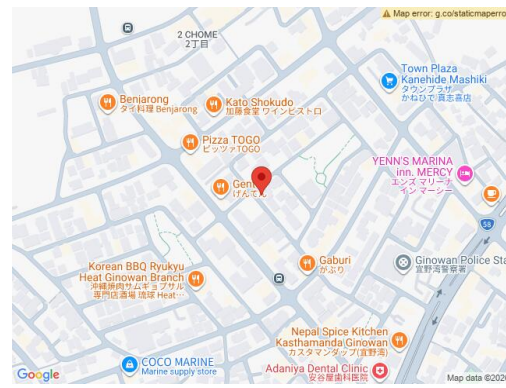 Map error: g.co/staticmaperro
2 CHOME
2丁目
Town Plaza
Kanehide Mashiki
タウンプラザ
かねひで 真志喜店
Benjarong
タイ料理 Benjarong
Kato Shokudo
加藤食堂 ワインビストロ
Pizza TOGO
ピッツァTOGO
YENN'S MARINA
inn. MERCY
エンズ マリーナ
イン マーシー
げんてん
58
Gaburi
がぶり
Ginowan Police Sta
宜野湾警察署
Korean BBQ Ryukyu
Heat Ginowan Branch
沖縄焼肉サムギョプサル
専門店酒場 琉球 Heat…
Nepal Spice Kitchen
Kasthamanda Ginowan
カスタマンダップ(宜野湾)
COCO MARINE
Marine supply store
Adaniya Dental Clinic
安谷屋歯科医院
Google
Map data ©2026